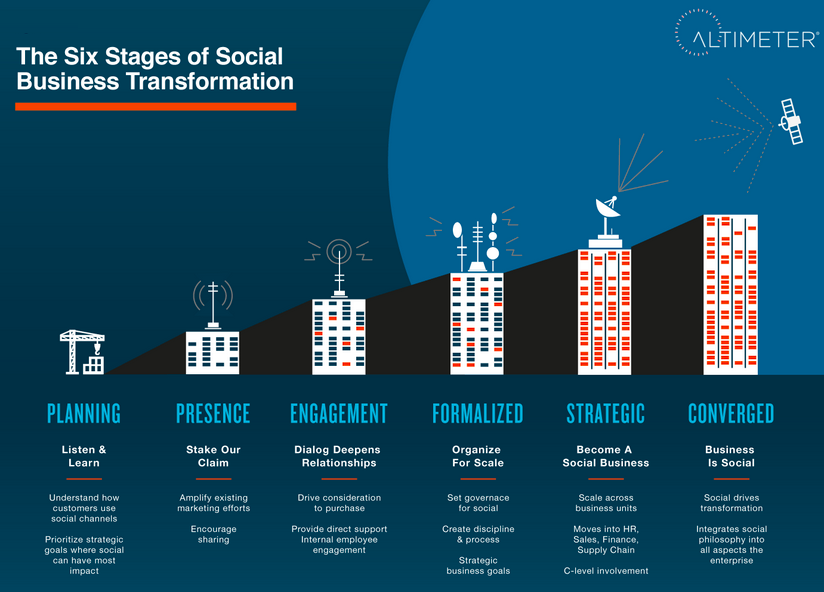 The Six Stages of Social
Business Transformation
ALTIMETER®
PLANNING
Listen &
Learn
Understand how
customers use
social channels
Prioritize strategic
goals where social
can have most
impact
PRESENCE
Stake Our
Claim
Amplify existing
marketing efforts
Encourage
sharing
ENGAGEMENT
Dialog Deepens
Relationships
Drive consideration
to purchase
Provide direct support
Internal employee
engagement
FORMALIZED
Organize
For Scale
Set governace
for social
Create discipline
& process
Strategic
business goals
STRATEGIC
Become A
Social Business
Scale across
business units
Moves into HR,
Sales, Finance,
Supply Chain
C-level involvement
CONVERGED
Business
Is Social
Social drives
transformation
Integrates social
philosophy into
all aspects the
enterprise